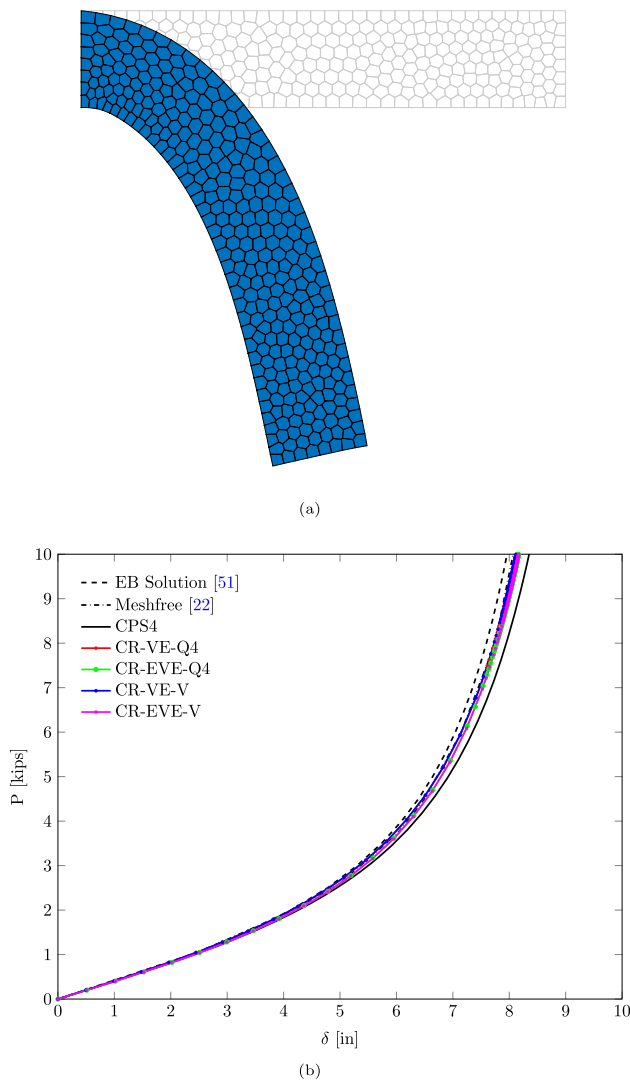 (a)
10
9
8
7
6
5
4
3
2
1
0
P [kips]
EB Solution [51]
Meshfree [22]
CPS4
CR-VE-Q4
CR-EVE-Q4
CR-VE-V
CR-EVE-V
0 1 2 3 4 5 6 7 8 9 10
δ [in]
(b)